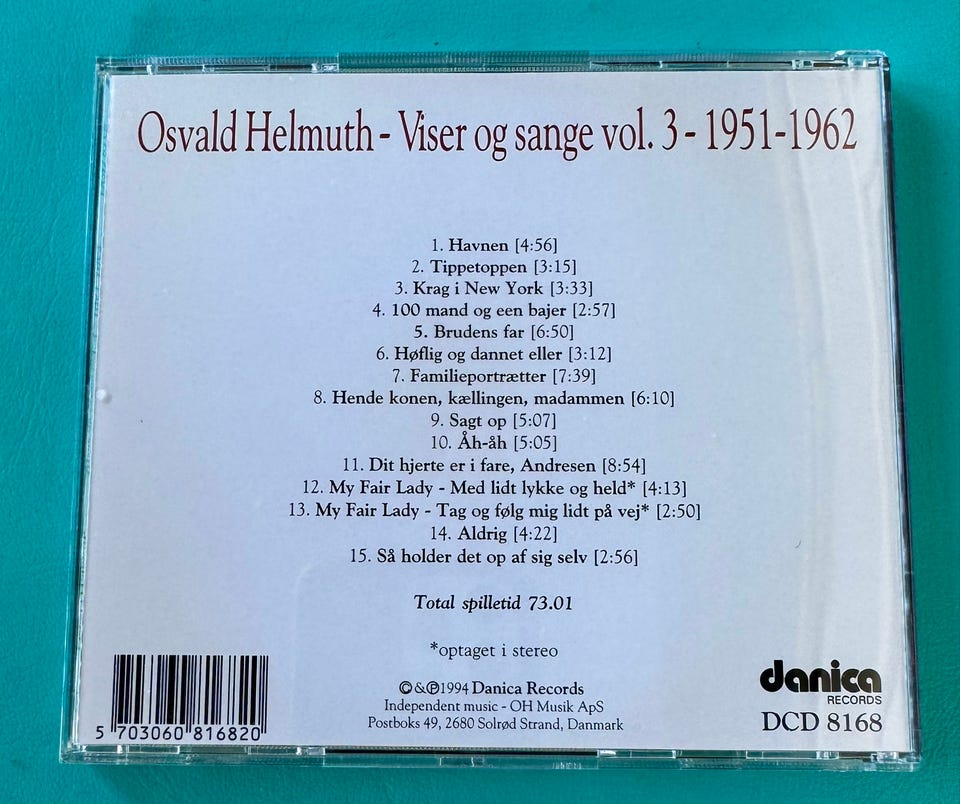 Osvald Helmuth - Viser og sange vol. 3 - 1951-1962
1. Havnen [4:56]
2. Tippetoppen [3:15]
3. Krag i New York [3:33]
4. 100 mand og een bajer [2:57]
5. Brudens far [6:50]
6. Høflig og dannet eller [3:12]
7. Familieportrætter [7:39]
8. Hende konen, kællingen, madammen [6:10]
9. Sagt op [5:07]
10. Åh-åh [5:05]
11. Dit hjerte er i fare, Andresen [8:54]
12. My Fair Lady - Med lidt lykke og held* [4:13]
13. My Fair Lady - Tag og følg mig lidt på vej* [2:50]
14. Aldrig [4:22]
15. Så holder det op af sig selv [2:56]
Total spilletid 73.01
*optaget i stereo
©&℗1994 Danica Records
Independent music - OH Musik ApS
Postboks 49, 2680 Solrød Strand, Danmark
5 703060 816820
danica
RECORDS
DCD 8168